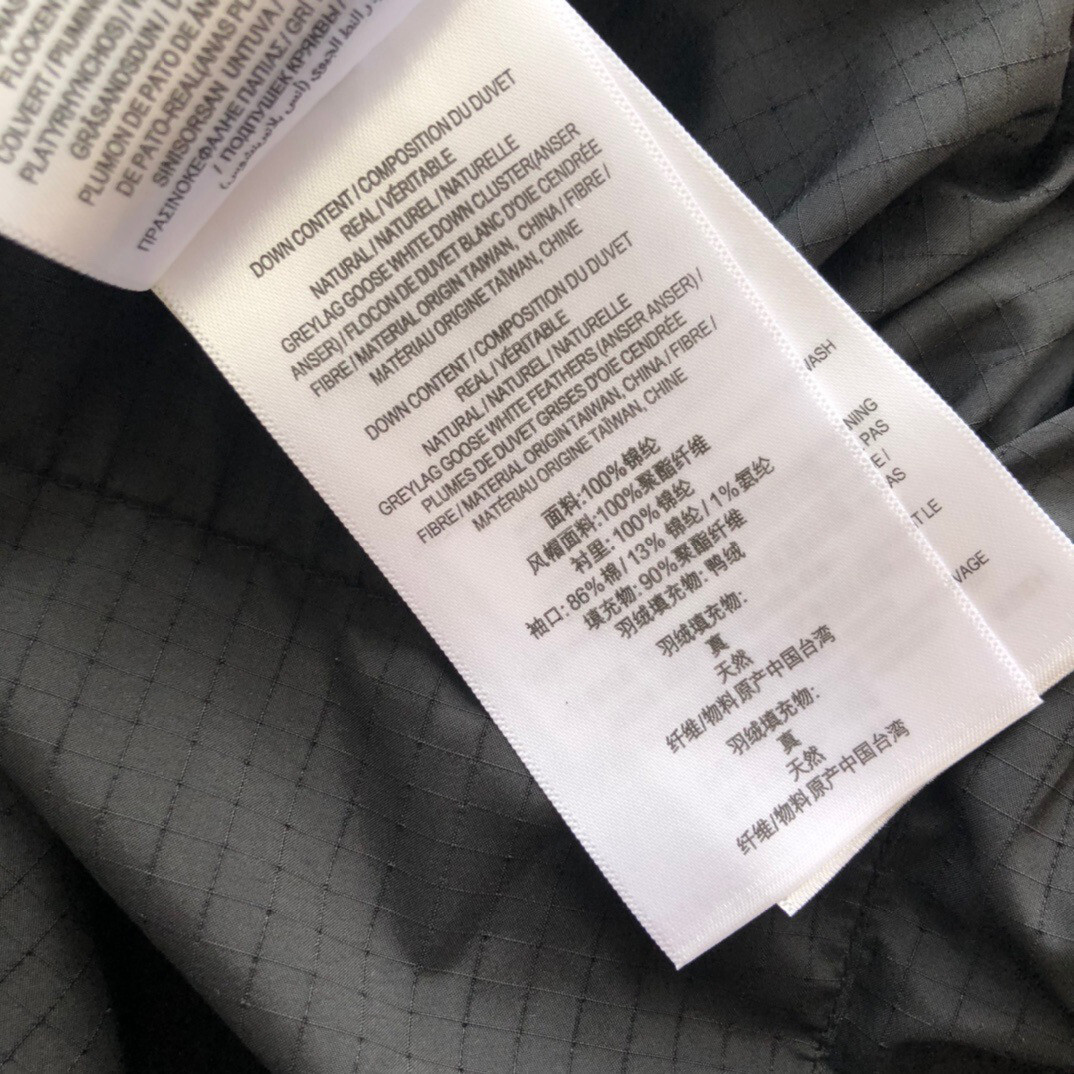 FLOCKEN
COLVERT / PLUMING
PLATYRHYNCHOS) /
GRÅSANDSDUN /
PLUMON DE PATO DE
DE PATO-REAL(ANAS
SINISORSAN UNTUVA /
ΠΡΑΣΙΝΟΚΕΦΑΛΗΕ ΠΑΠΙΑΣ /
/ ПОДПУШЕК КРЯКВЫ /
DOWN CONTENT / COMPOSITION DU DUVET
REAL / VÉRITABLE
NATURAL / NATUREL / NATURELLE
GREYLAG GOOSE WHITE DOWN CLUSTER(ANSER
ANSER) / FLOCON DE DUVET BLANC D'OIE CENDRÉE
FIBRE / MATERIAL ORIGIN TAIWAN, CHINA / FIBRE /
MATÉRIAU ORIGINE TAÏWAN, CHINE
DOWN CONTENT / COMPOSITION DU DUVET
REAL / VÉRITABLE
NATURAL / NATUREL / NATURELLE
GREYLAG GOOSE WHITE FEATHERS (ANSER ANSER) /
PLUMES DE DUVET GRISES D'OIE CENDRÉE
FIBRE / MATERIAL ORIGIN TAIWAN, CHINA / FIBRE /
MATÉRIAU ORIGINE TAÏWAN, CHINE
面料:100% 锦纶
风帽面料:100% 聚酯纤维
衬里: 100% 锦纶
袖口: 86% 棉 / 13% 锦纶 / 1% 氨纶
填充物: 90% 聚酯纤维
羽绒填充物: 鸭绒
羽绒填充物:
真
天然
纤维/物料原产中国台湾
羽绒填充物:
真
天然
纤维/物料原产中国台湾
WASH
NING
PAS
E /
AS
T LE
VAGE